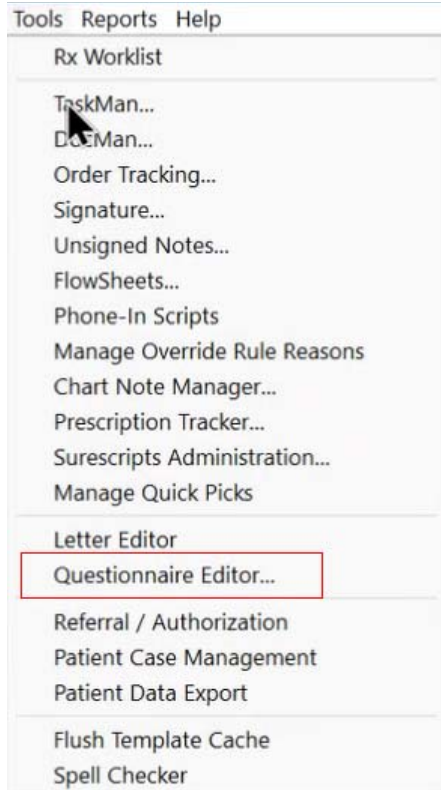 Tools Reports Help
Rx Worklist
TaskMan...
DocMan...
Order Tracking...
Signature...
Unsigned Notes...
FlowSheets...
Phone-In Scripts
Manage Override Rule Reasons
Chart Note Manager...
Prescription Tracker...
Surescripts Administration...
Manage Quick Picks
Letter Editor
Questionnaire Editor...
Referral / Authorization
Patient Case Management
Patient Data Export
Flush Template Cache
Spell Checker